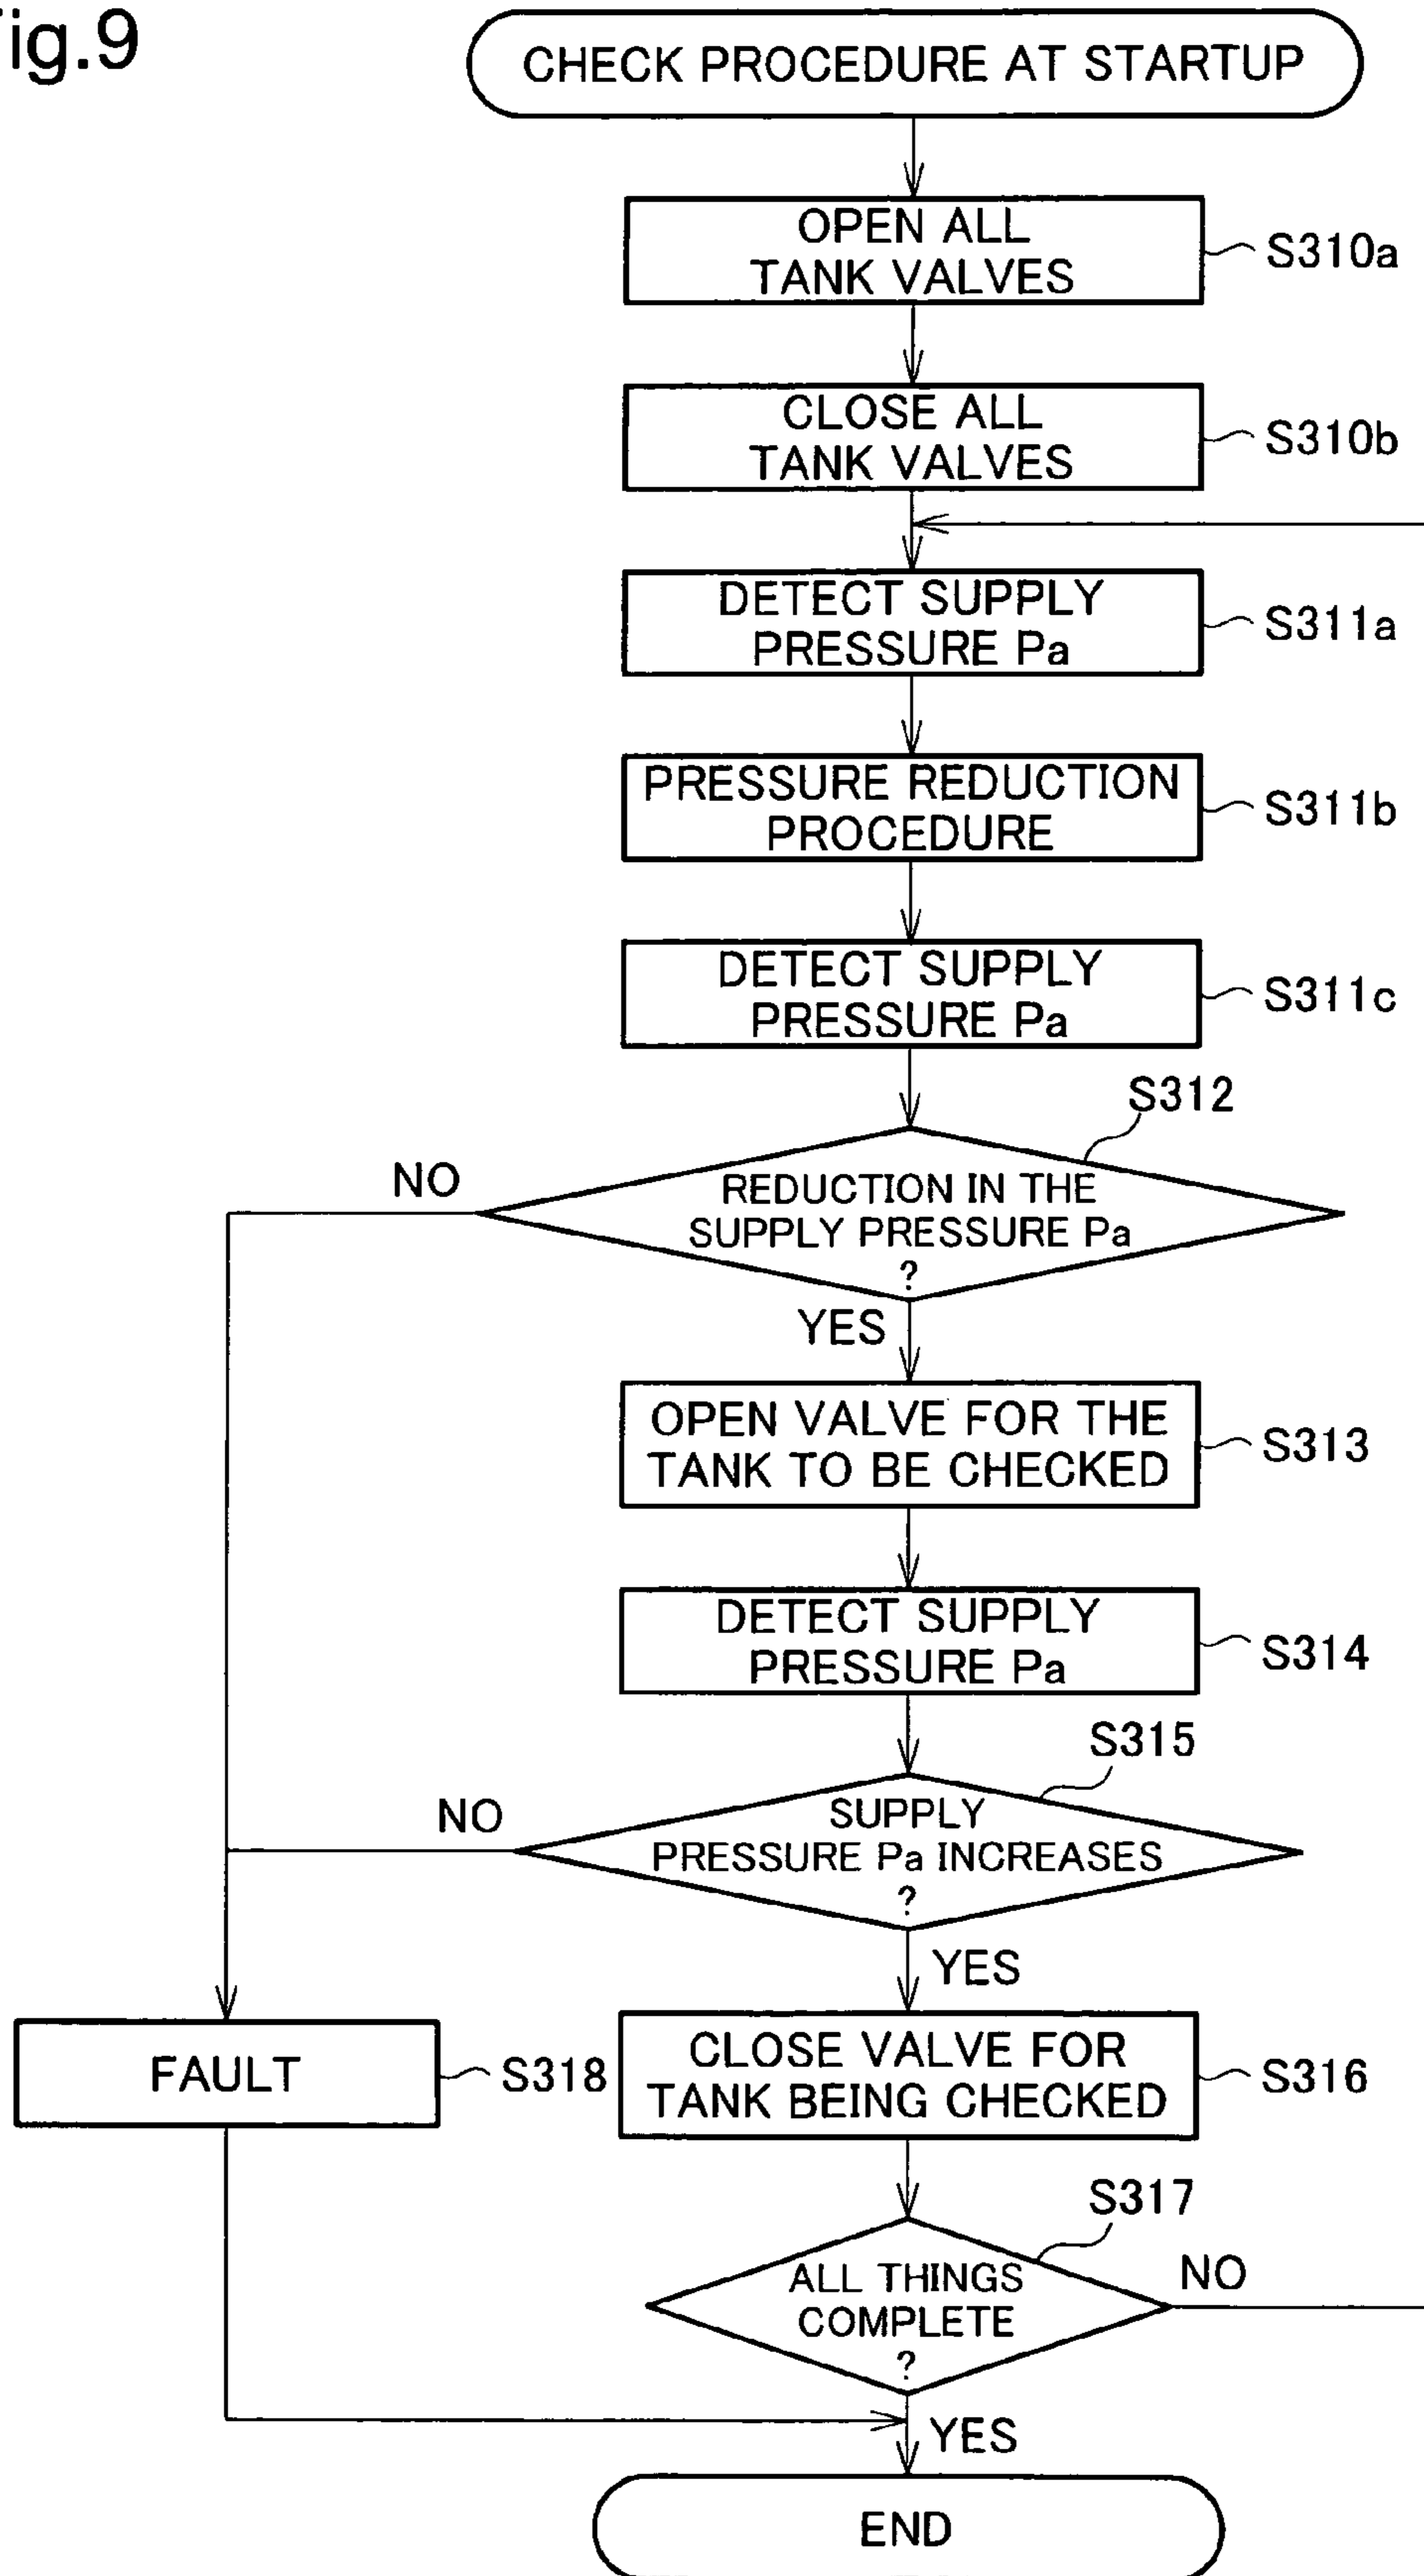 Fig.9
CHECK PROCEDURE AT STARTUP
OPEN ALL
TANK VALVES
S310a
CLOSE ALL
TANK VALVES
S310b
DETECT SUPPLY
PRESSURE Pa
S311a
PRESSURE REDUCTION
PROCEDURE
S311b
DETECT SUPPLY
PRESSURE Pa
S311c
S312
NO
REDUCTION IN THE
SUPPLY PRESSURE Pa
?
YES
OPEN VALVE FOR THE
TANK TO BE CHECKED
S313
DETECT SUPPLY
PRESSURE Pa
S314
S315
NO
SUPPLY
PRESSURE Pa INCREASES
?
YES
FAULT
S318
CLOSE VALVE FOR
TANK BEING CHECKED
S316
S317
ALL THINGS
COMPLETE
?
NO
YES
END